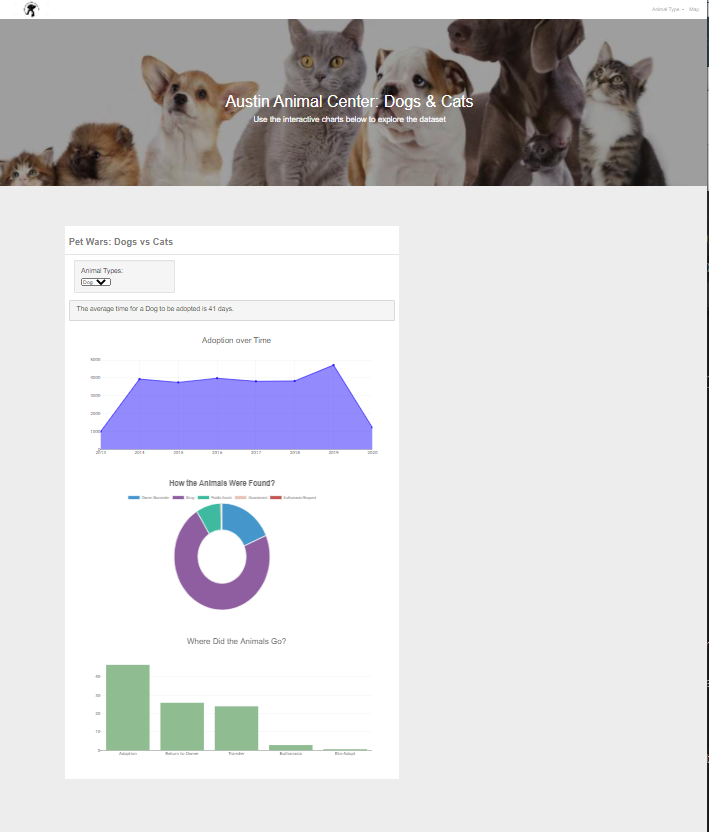 Animal Type
Map
Austin Animal Center: Dogs & Cats
Use the interactive charts below to explore the dataset
Pet Wars: Dogs vs Cats
Animal Types:
Dog
The average time for a Dog to be adopted is 41 days.
Adoption over Time
5000
4000
3000
2000
1000
0
2013 2014 2015 2016 2017 2018 2019 2020
How the Animals Were Found?
Owner Surrender Stray Public Assist Abandoned Euthanasia Request
Where Did the Animals Go?
40
30
20
10
0
Adoption Return to Owner Transfer Euthanasia Rto-Adopt